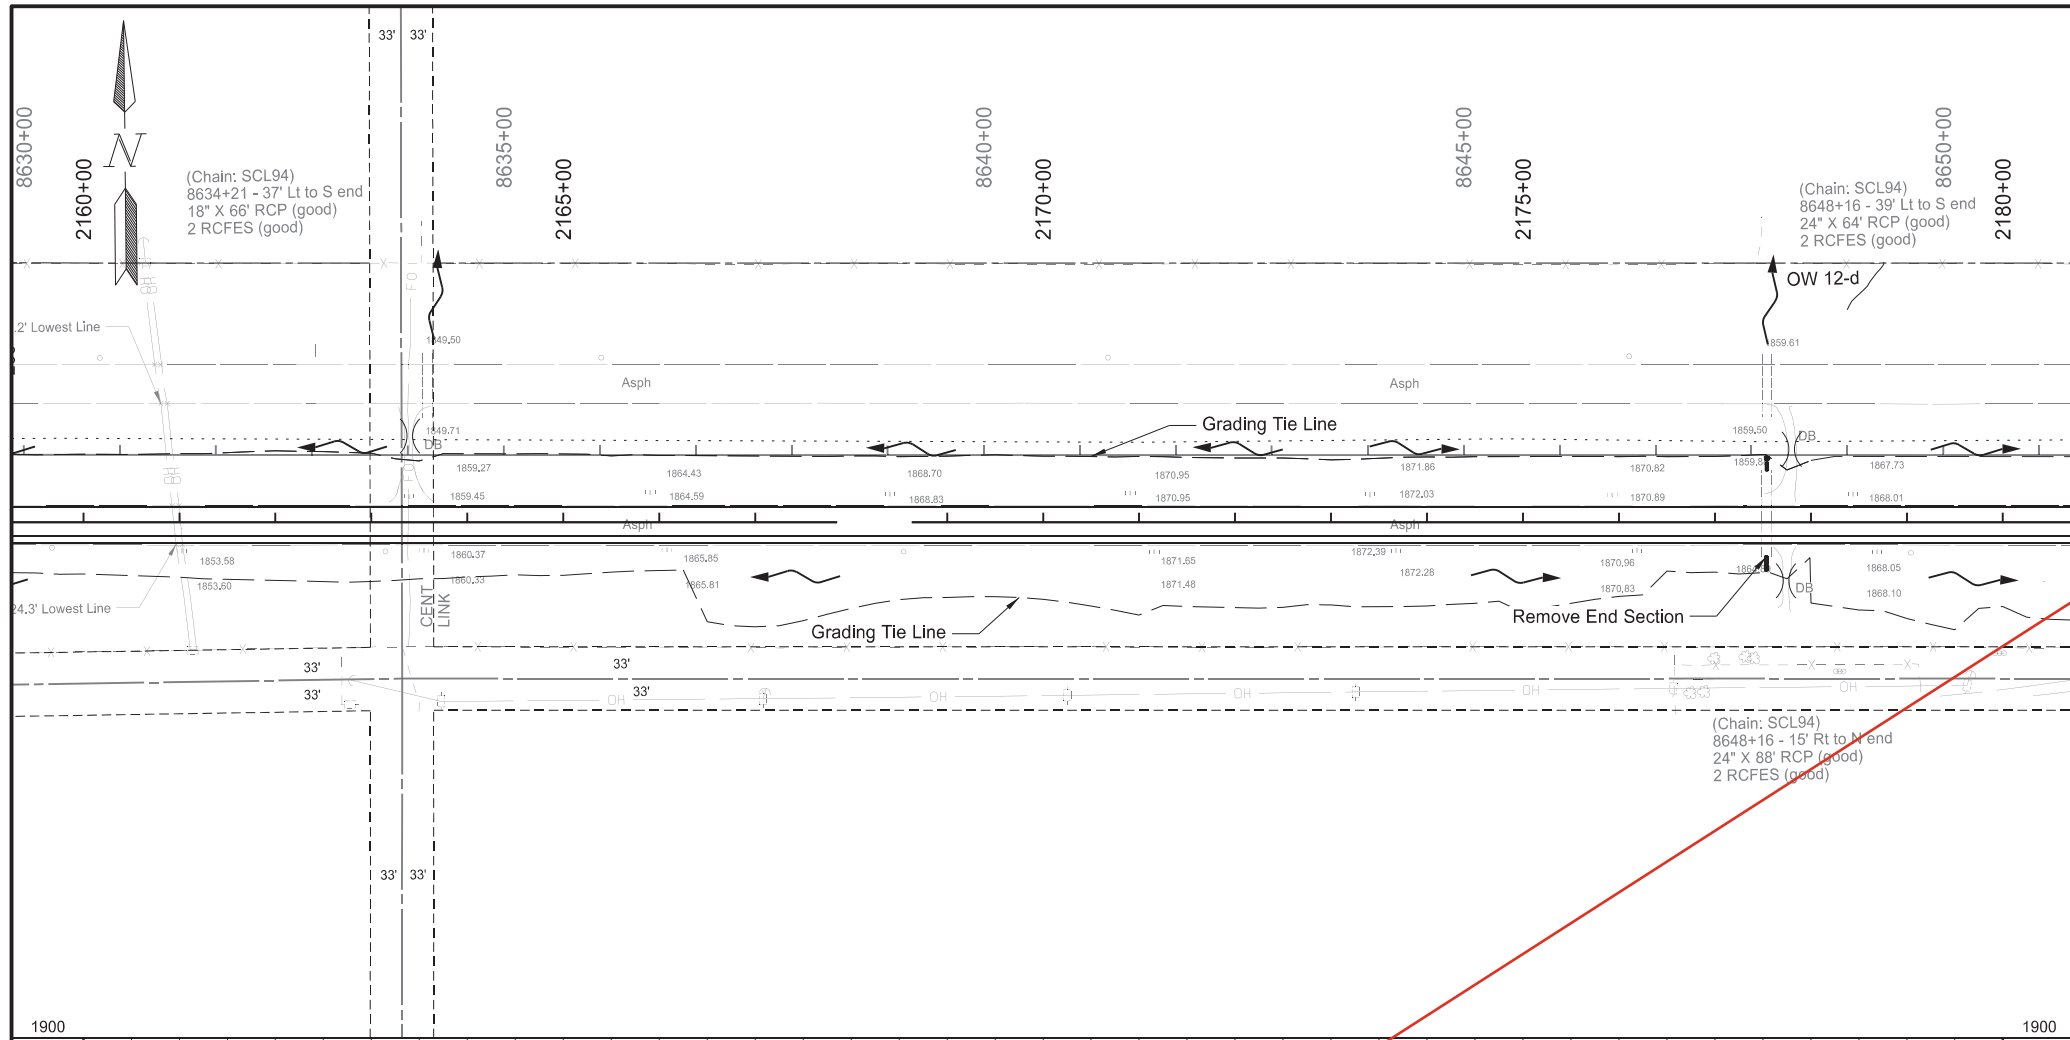 33' 33'
8630+00
8635+00
8640+00
8645+00
8650+00
2160+00
2165+00
2170+00
2175+00
2180+00
N
(Chain: SCL94)
8634+21 - 37' Lt to S end
18" X 66' RCP (good)
2 RCFES (good)
(Chain: SCL94)
8648+16 - 39' Lt to S end
24" X 64' RCP (good)
2 RCFES (good)
OW 12-d
FO
.2' Lowest Line
1849.50
859.61
Asph
Asph
1849.71
DB
Grading Tie Line
1859.50
DB
FO
1859.27
1864.43
1868.70
1870.95
1871.86
1870.82
1867.73
1859.45
1864.59
1868.83
1870.95
1872.03
1870.89
1868.01
Asph
Asph
1853.58
1860.37
1865.85
1871.65
1872.39
1870.96
1868.05
1853.60
1860.33
1865.81
1871.48
1872.28
1870.83
1868.10
DB
24.3' Lowest Line
CENT
LINK
Grading Tie Line
Remove End Section
33'
33'
33'
33'
OH
OH
OH
OH
OH
(Chain: SCL94)
8648+16 - 15' Rt to N end
24" X 88' RCP (good)
2 RCFES (good)
33' 33'
1900
1900